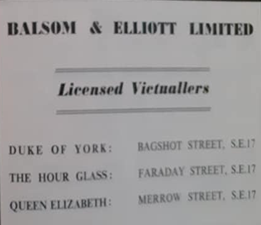 BALSOM & ELLIOTT LIMITED
Licensed Victuallers
DUKE OF YORK: BAGSHOT STREET, S.E.17
THE HOUR GLASS: FARADAY STREET, S.E.17
QUEEN ELIZABETH: MERROW STREET, S.E.17